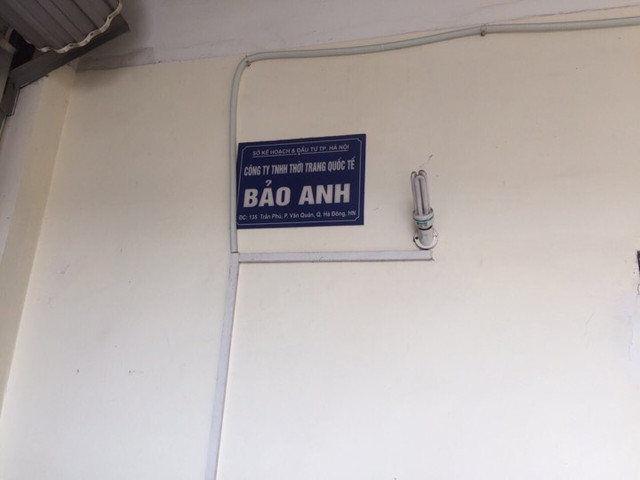 SỞ KẾ HOẠCH & ĐẦU TƯ TP. HÀ NỘI
CÔNG TY TNHH THỜI TRANG QUỐC TẾ
BẢO ANH
ĐC: 135 Trần Phú, P. Văn Quán, Q. Hà Đông, HN